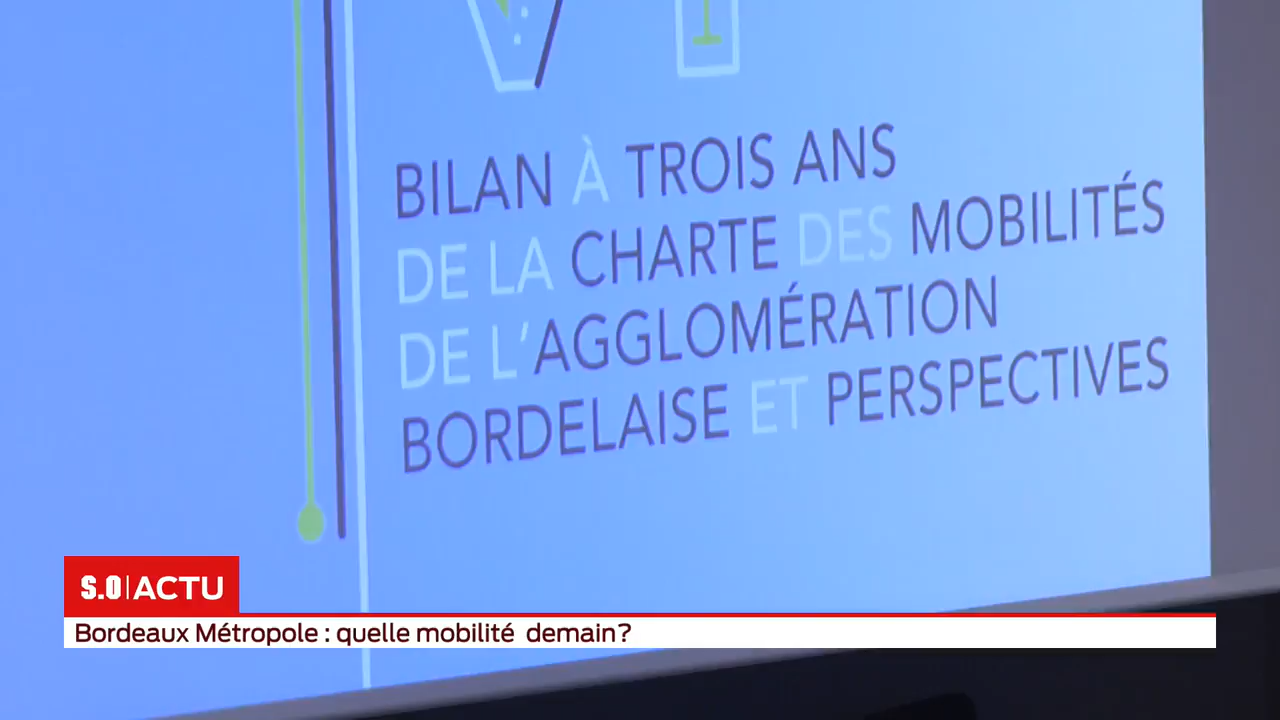 BILAN À TROIS ANS
DE LA CHARTE DES MOBILITÉS
DE L'AGGLOMÉRATION
BORDELAISE ET PERSPECTIVES
S.O|ACTU
Bordeaux Métropole : quelle mobilité demain?